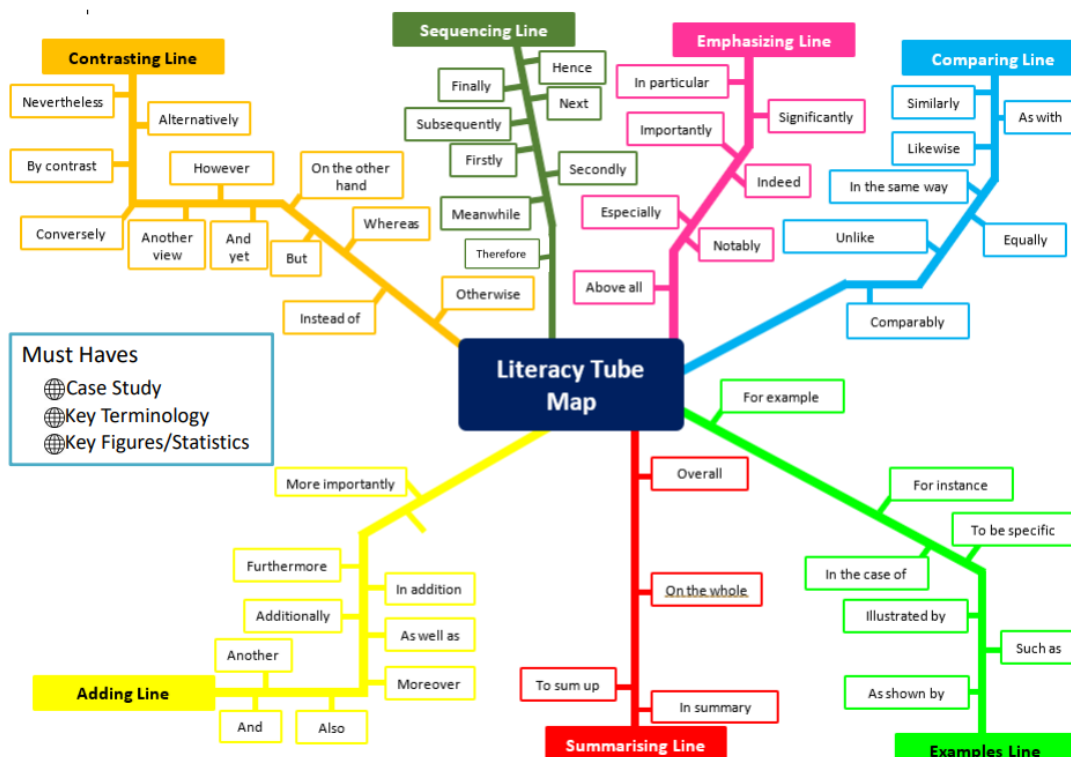 Contrasting Line
Nevertheless
Alternatively
By contrast
However
On the other
hand
Conversely
Another
view
And
yet
But
Whereas
Instead of
Otherwise
Sequencing Line
Hence
Finally
Next
Subsequently
Firstly
Secondly
Meanwhile
Therefore
Emphasizing Line
In particular
Significantly
Importantly
Indeed
Especially
Notably
Above all
Comparing Line
Similarly
As with
Likewise
In the same way
Unlike
Equally
Comparably
Literacy Tube
Map
Must Haves
Case Study
Key Terminology
Key Figures/Statistics
More importantly
Furthermore
In addition
Additionally
As well as
Another
Moreover
Adding Line
And
Also
Overall
On the whole
To sum up
In summary
Summarising Line
For example
For instance
To be specific
In the case of
Illustrated by
Such as
As shown by
Examples Line